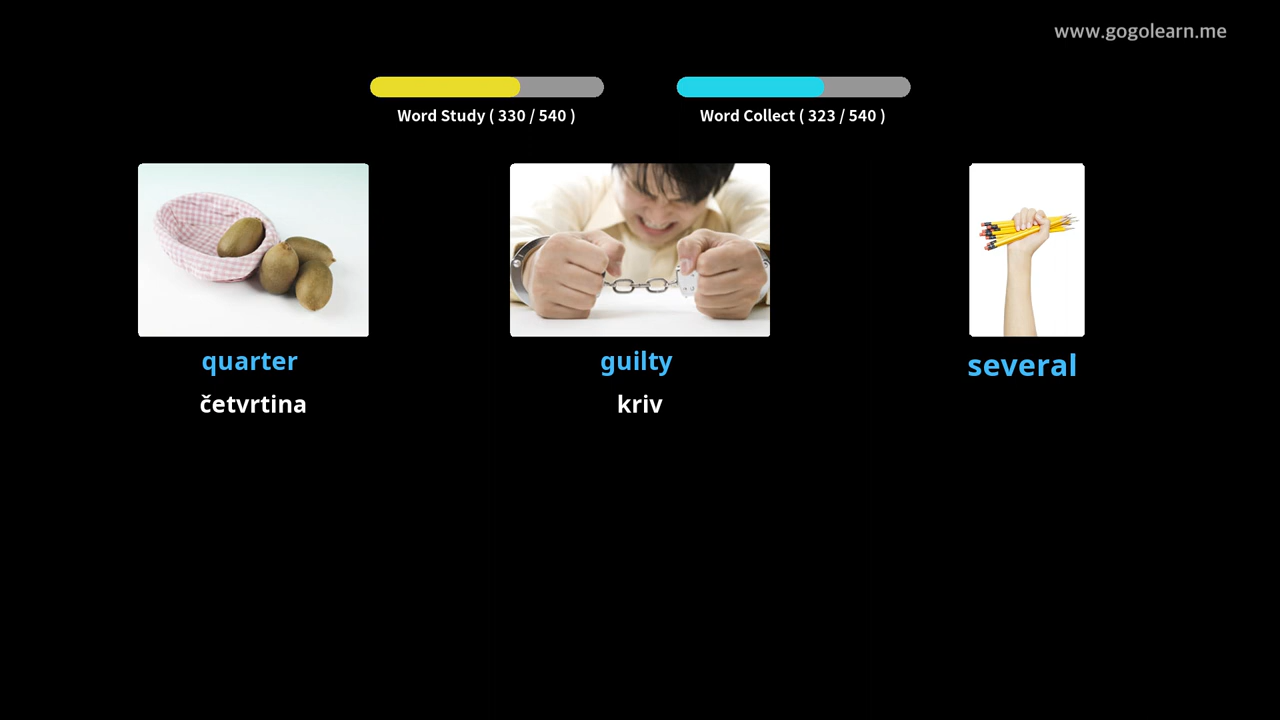 www.gogolearn.me
Word Study ( 330 / 540 )
Word Collect ( 323 / 540 )
quarter
guilty
several
četvrtina
kriv